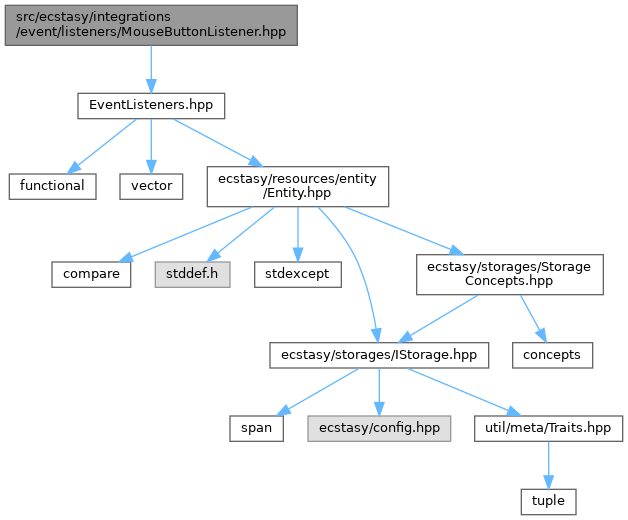 src/ecstasy/integrations
/event/listeners/MouseButtonListener.hpp
EventListeners.hpp
functional
vector
ecstasy/resources/entity
/Entity.hpp
compare
stddef.h
stdexcept
ecstasy/storages/Storage
Concepts.hpp
ecstasy/storages/IStorage.hpp
concepts
span
ecstasy/config.hpp
util/meta/Traits.hpp
tuple